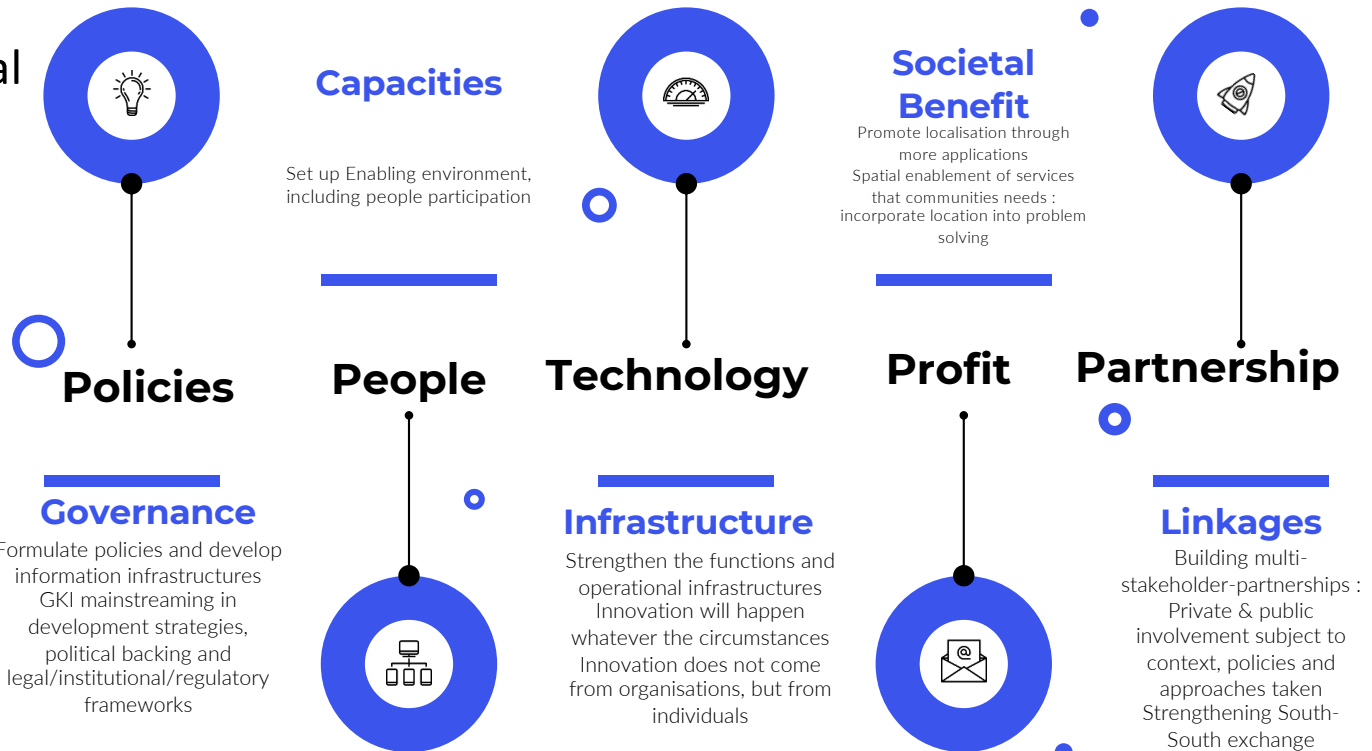 al
Capacities
Set up Enabling environment,
including people participation
Societal
Benefit
Promote localisation through
more applications
Spatial enablement of services
that communities needs :
incorporate location into problem
solving
Policies
People
Technology
Profit
Partnership
Governance
Formulate policies and develop
information infrastructures
GKI mainstreaming in
development strategies,
political backing and
legal/institutional/regulatory
frameworks
Infrastructure
Strengthen the functions and
operational infrastructures
Innovation will happen
whatever the circumstances
Innovation does not come
from organisations, but from
individuals
@
Linkages
Building multi-
stakeholder-partnerships :
Private & public
involvement subject to
context, policies and
approaches taken
Strengthening South-
South exchange